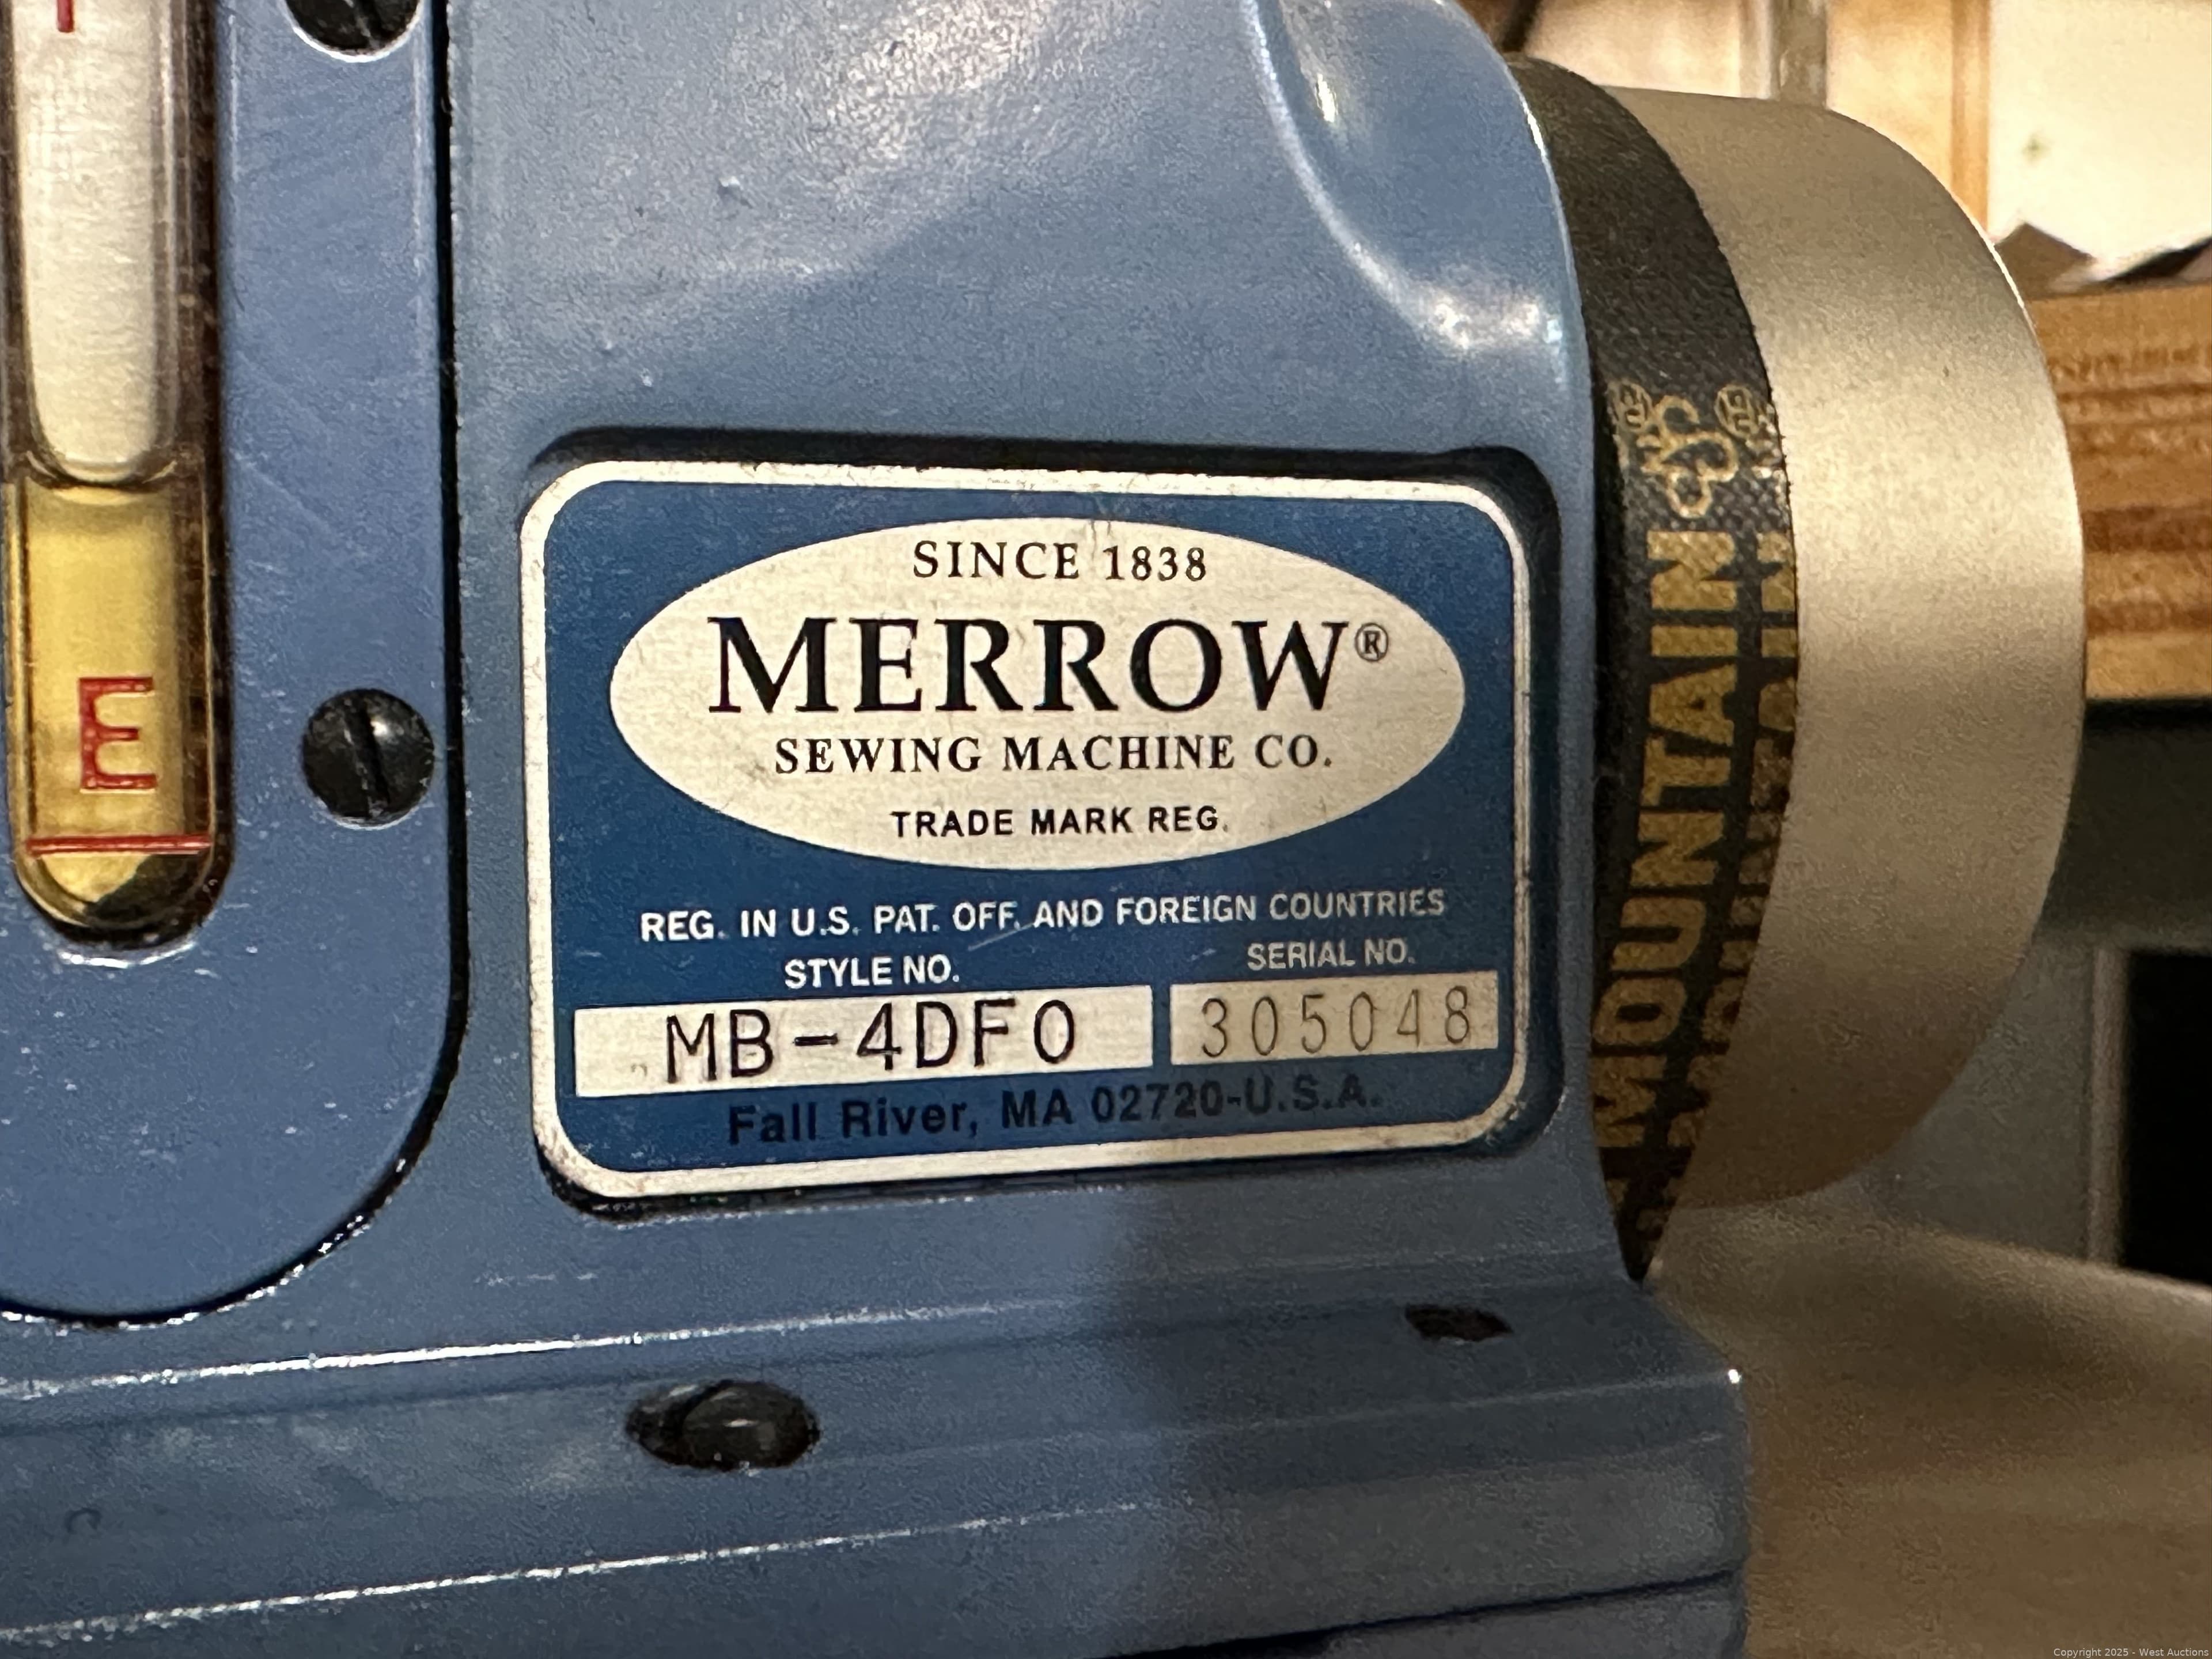 E
SINCE 1838
MERROW®
SEWING MACHINE CO.
TRADE MARK REG.
REG. IN U.S. PAT. OFF. AND FOREIGN COUNTRIES
STYLE NO.
SERIAL NO.
MB-4DFO
305048
Fall River, MA 02720-U.S.A.
MOUNTAIN
MOUNTAIN
Copyright 2025 - West Auctions